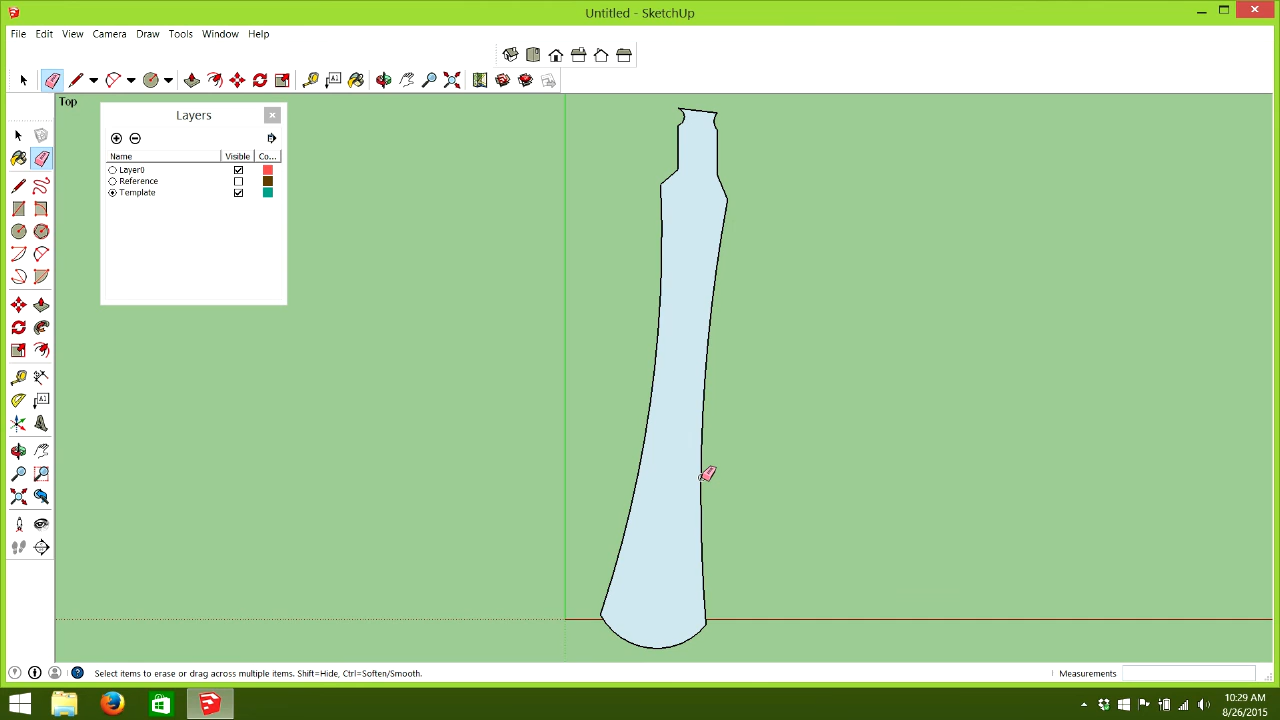 Untitled - SketchUp
File Edit View Camera Draw Tools Window Help
Top
Layers
Name Visible Co...
Layer0
Reference
Template
Select items to erase or drag across multiple items. Shift=Hide, Ctrl=Soften/Smooth.
Measurements
10:29 AM
8/26/2015